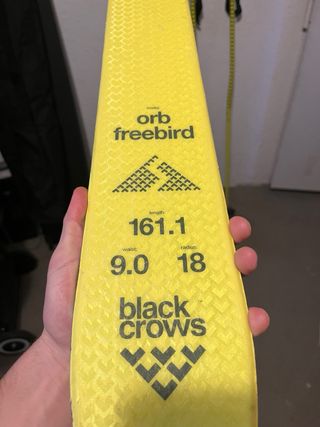 model:
orb
freebird
length:
161.1
waist: radius:
9.0 18
black
crows